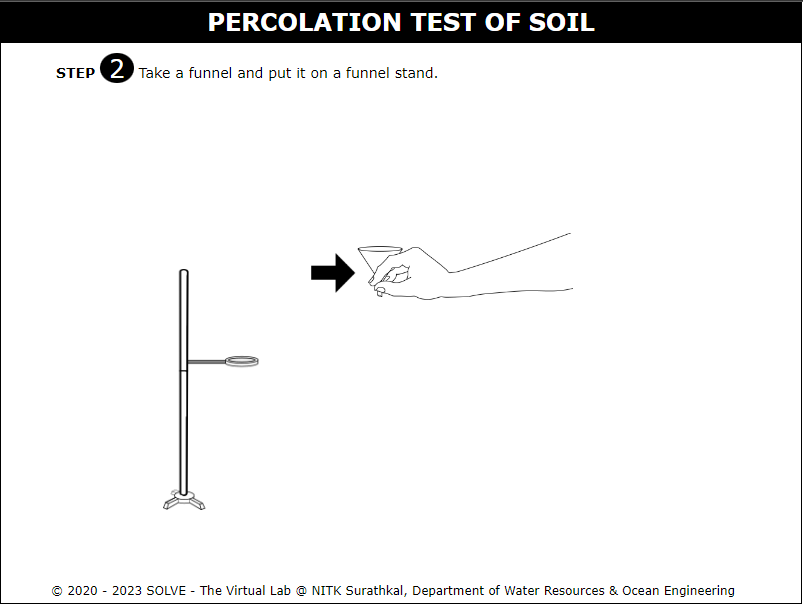 PERCOLATION TEST OF SOIL
STEP 2 Take a funnel and put it on a funnel stand.
© 2020 - 2023 SOLVE - The Virtual Lab @ NITK Surathkal, Department of Water Resources & Ocean Engineering